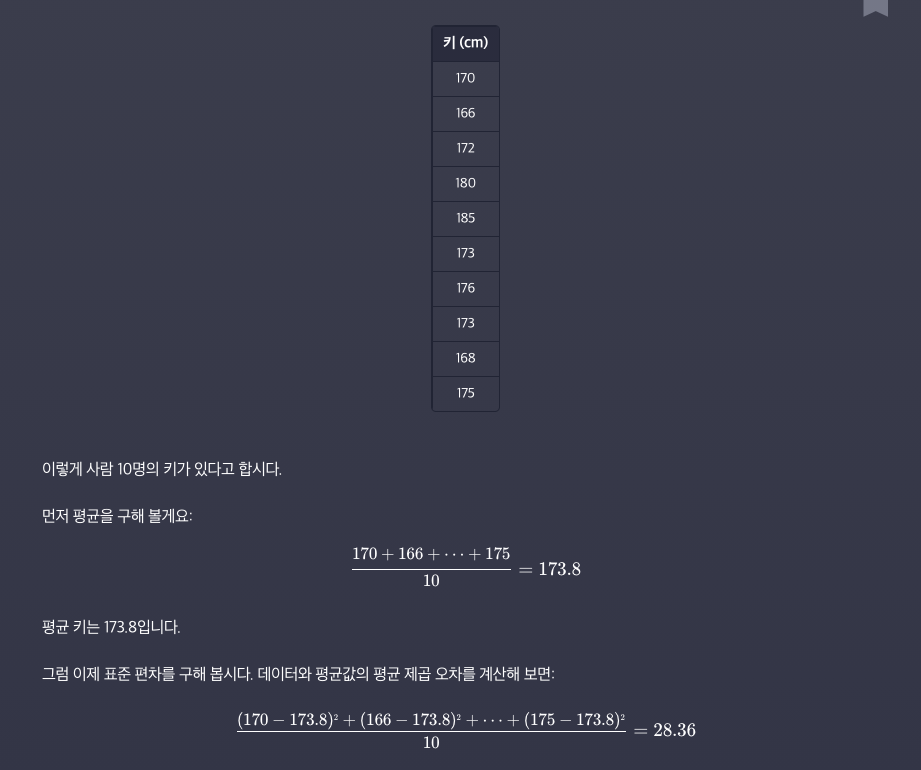 키 (cm)
170
166
172
180
185
173
176
173
168
175
이렇게 사람 10명의 키가 있다고 합시다.
먼저 평균을 구해 볼게요:
170 + 166 + ⋯ + 175
10
= 173.8
평균 키는 173.8입니다.
그럼 이제 표준 편차를 구해 봅시다. 데이터와 평균값의 평균 제곱 오차를 계산해 보면:
(170 − 173.8)² + (166 − 173.8)² + ⋯ + (175 − 173.8)²
10
= 28.36